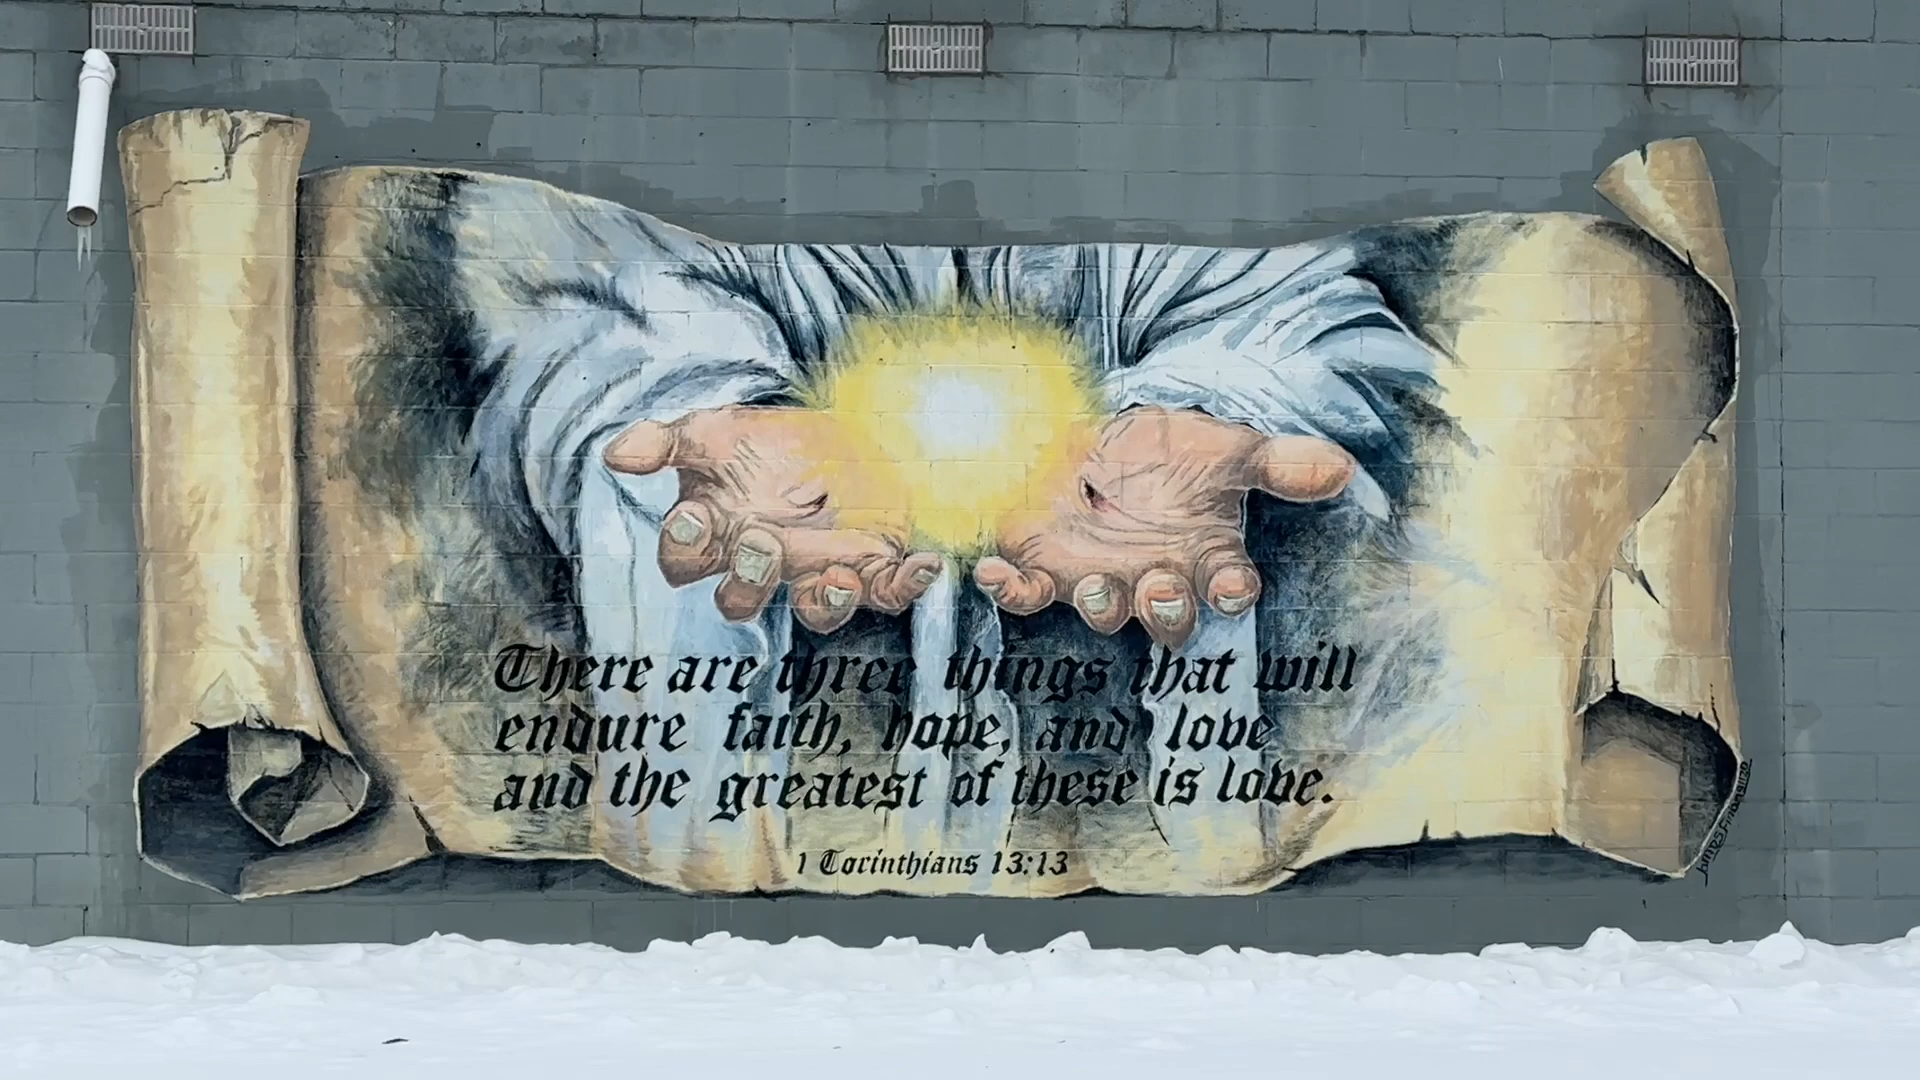 There are three things that will
endure faith, hope, and love
and the greatest of these is love.
1 Corinthians 13:13